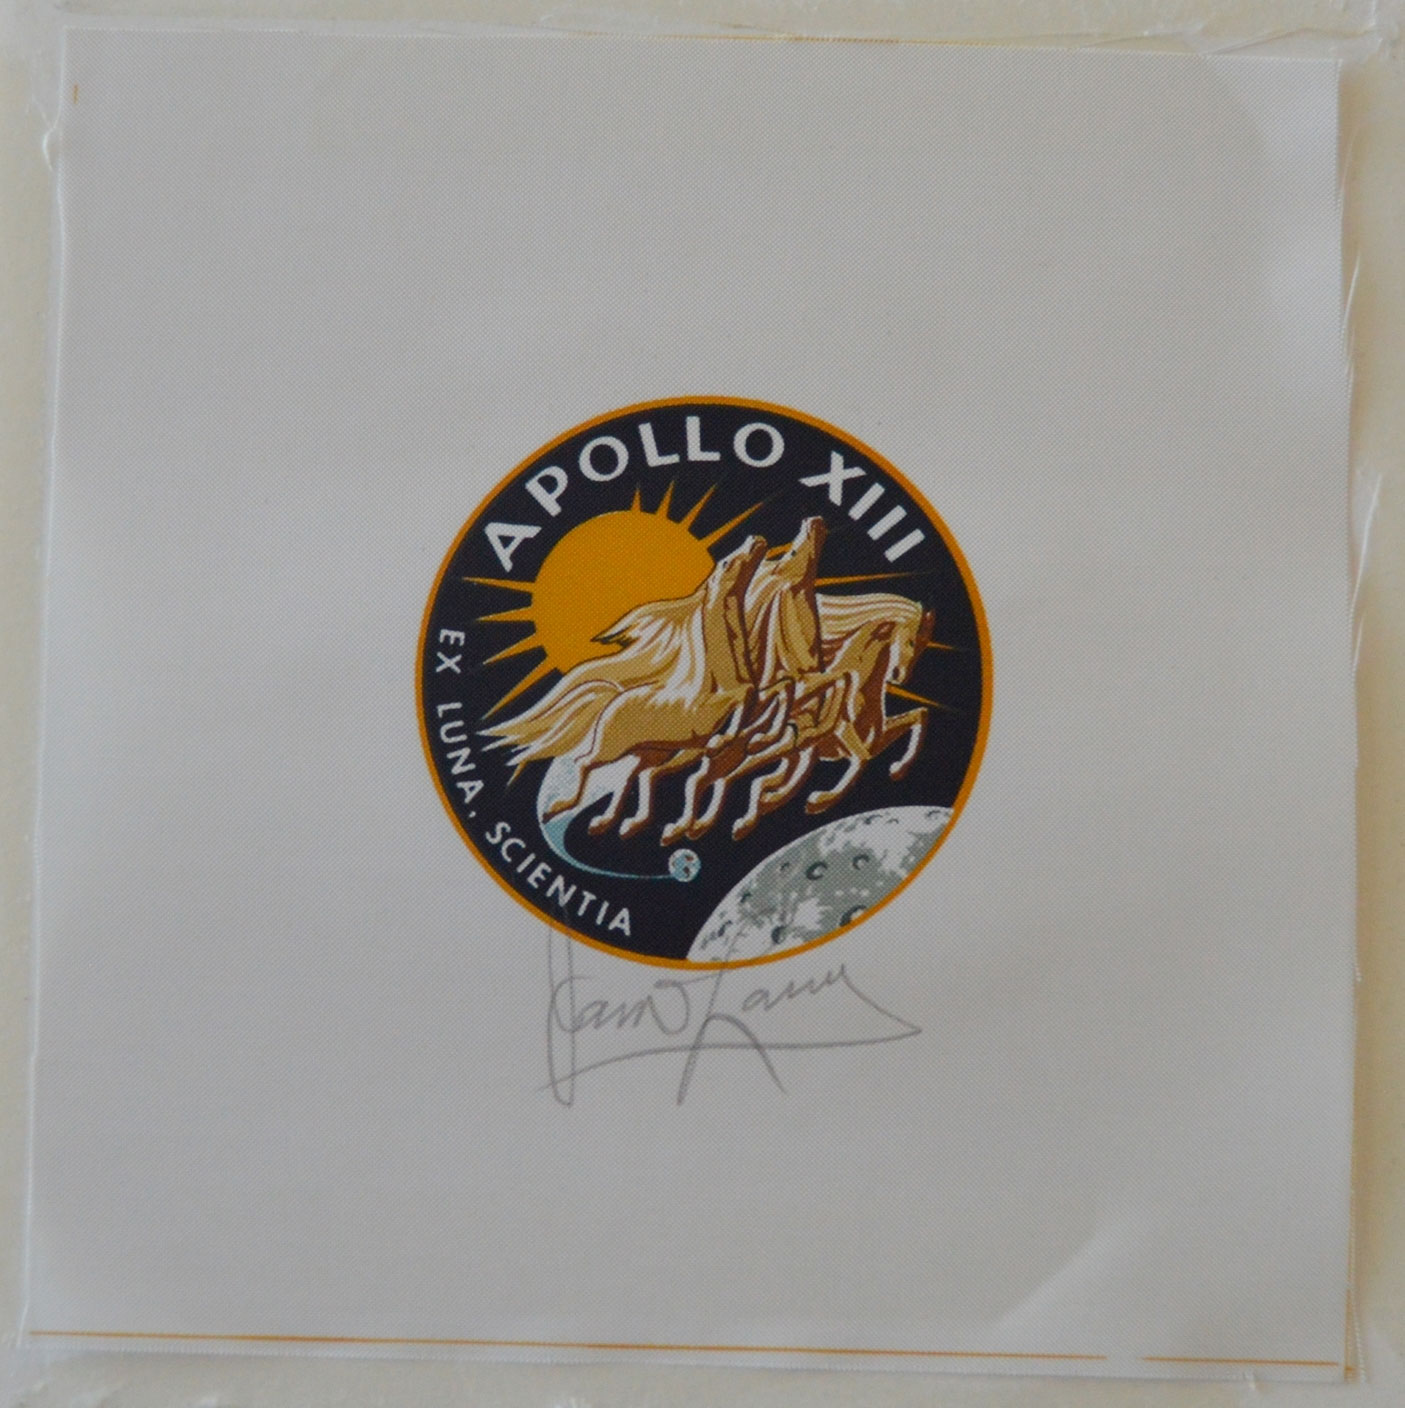 APOLLO XIII
EX LUNA, SCIENTIA